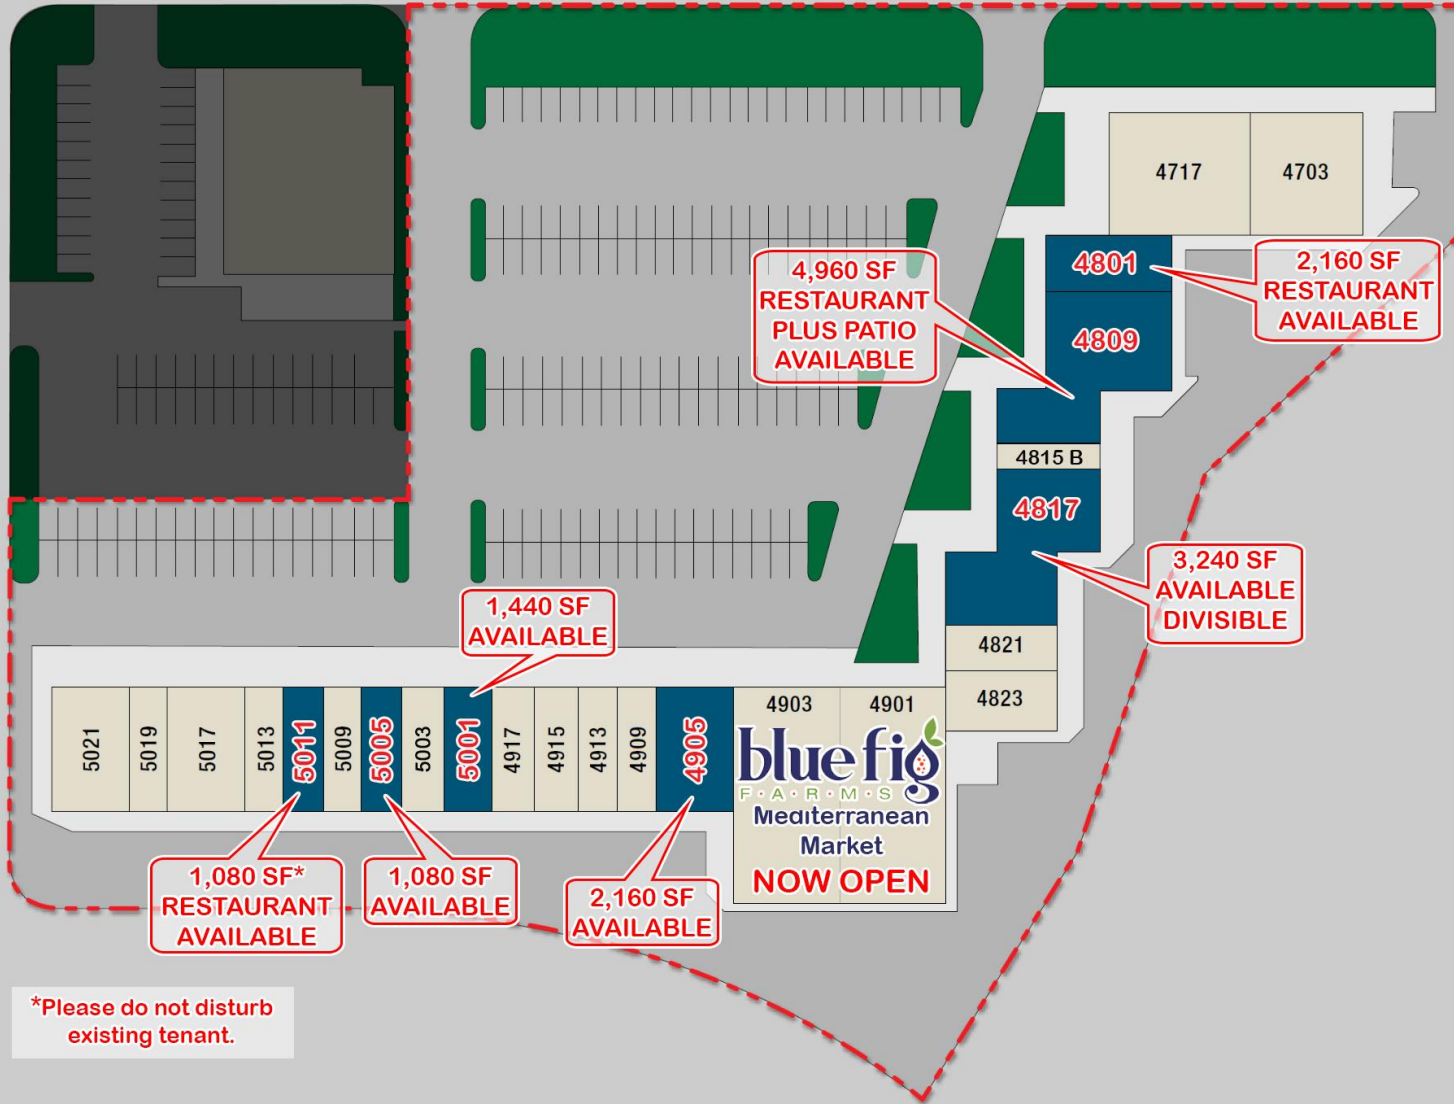 4717
4703
4801
2,160 SF
RESTAURANT
AVAILABLE
4,960 SF
RESTAURANT
PLUS PATIO
AVAILABLE
4809
4815 B
4817
3,240 SF
AVAILABLE
DIVISIBLE
1,440 SF
AVAILABLE
4821
4823
5021
5019
5017
5013
5011
5009
5005
5003
5001
4917
4915
4913
4909
4905
4903
4901
blue fig
F·A·R·M·S
Mediterranean
Market
NOW OPEN
1,080 SF*
RESTAURANT
AVAILABLE
1,080 SF
AVAILABLE
2,160 SF
AVAILABLE
*Please do not disturb
existing tenant.